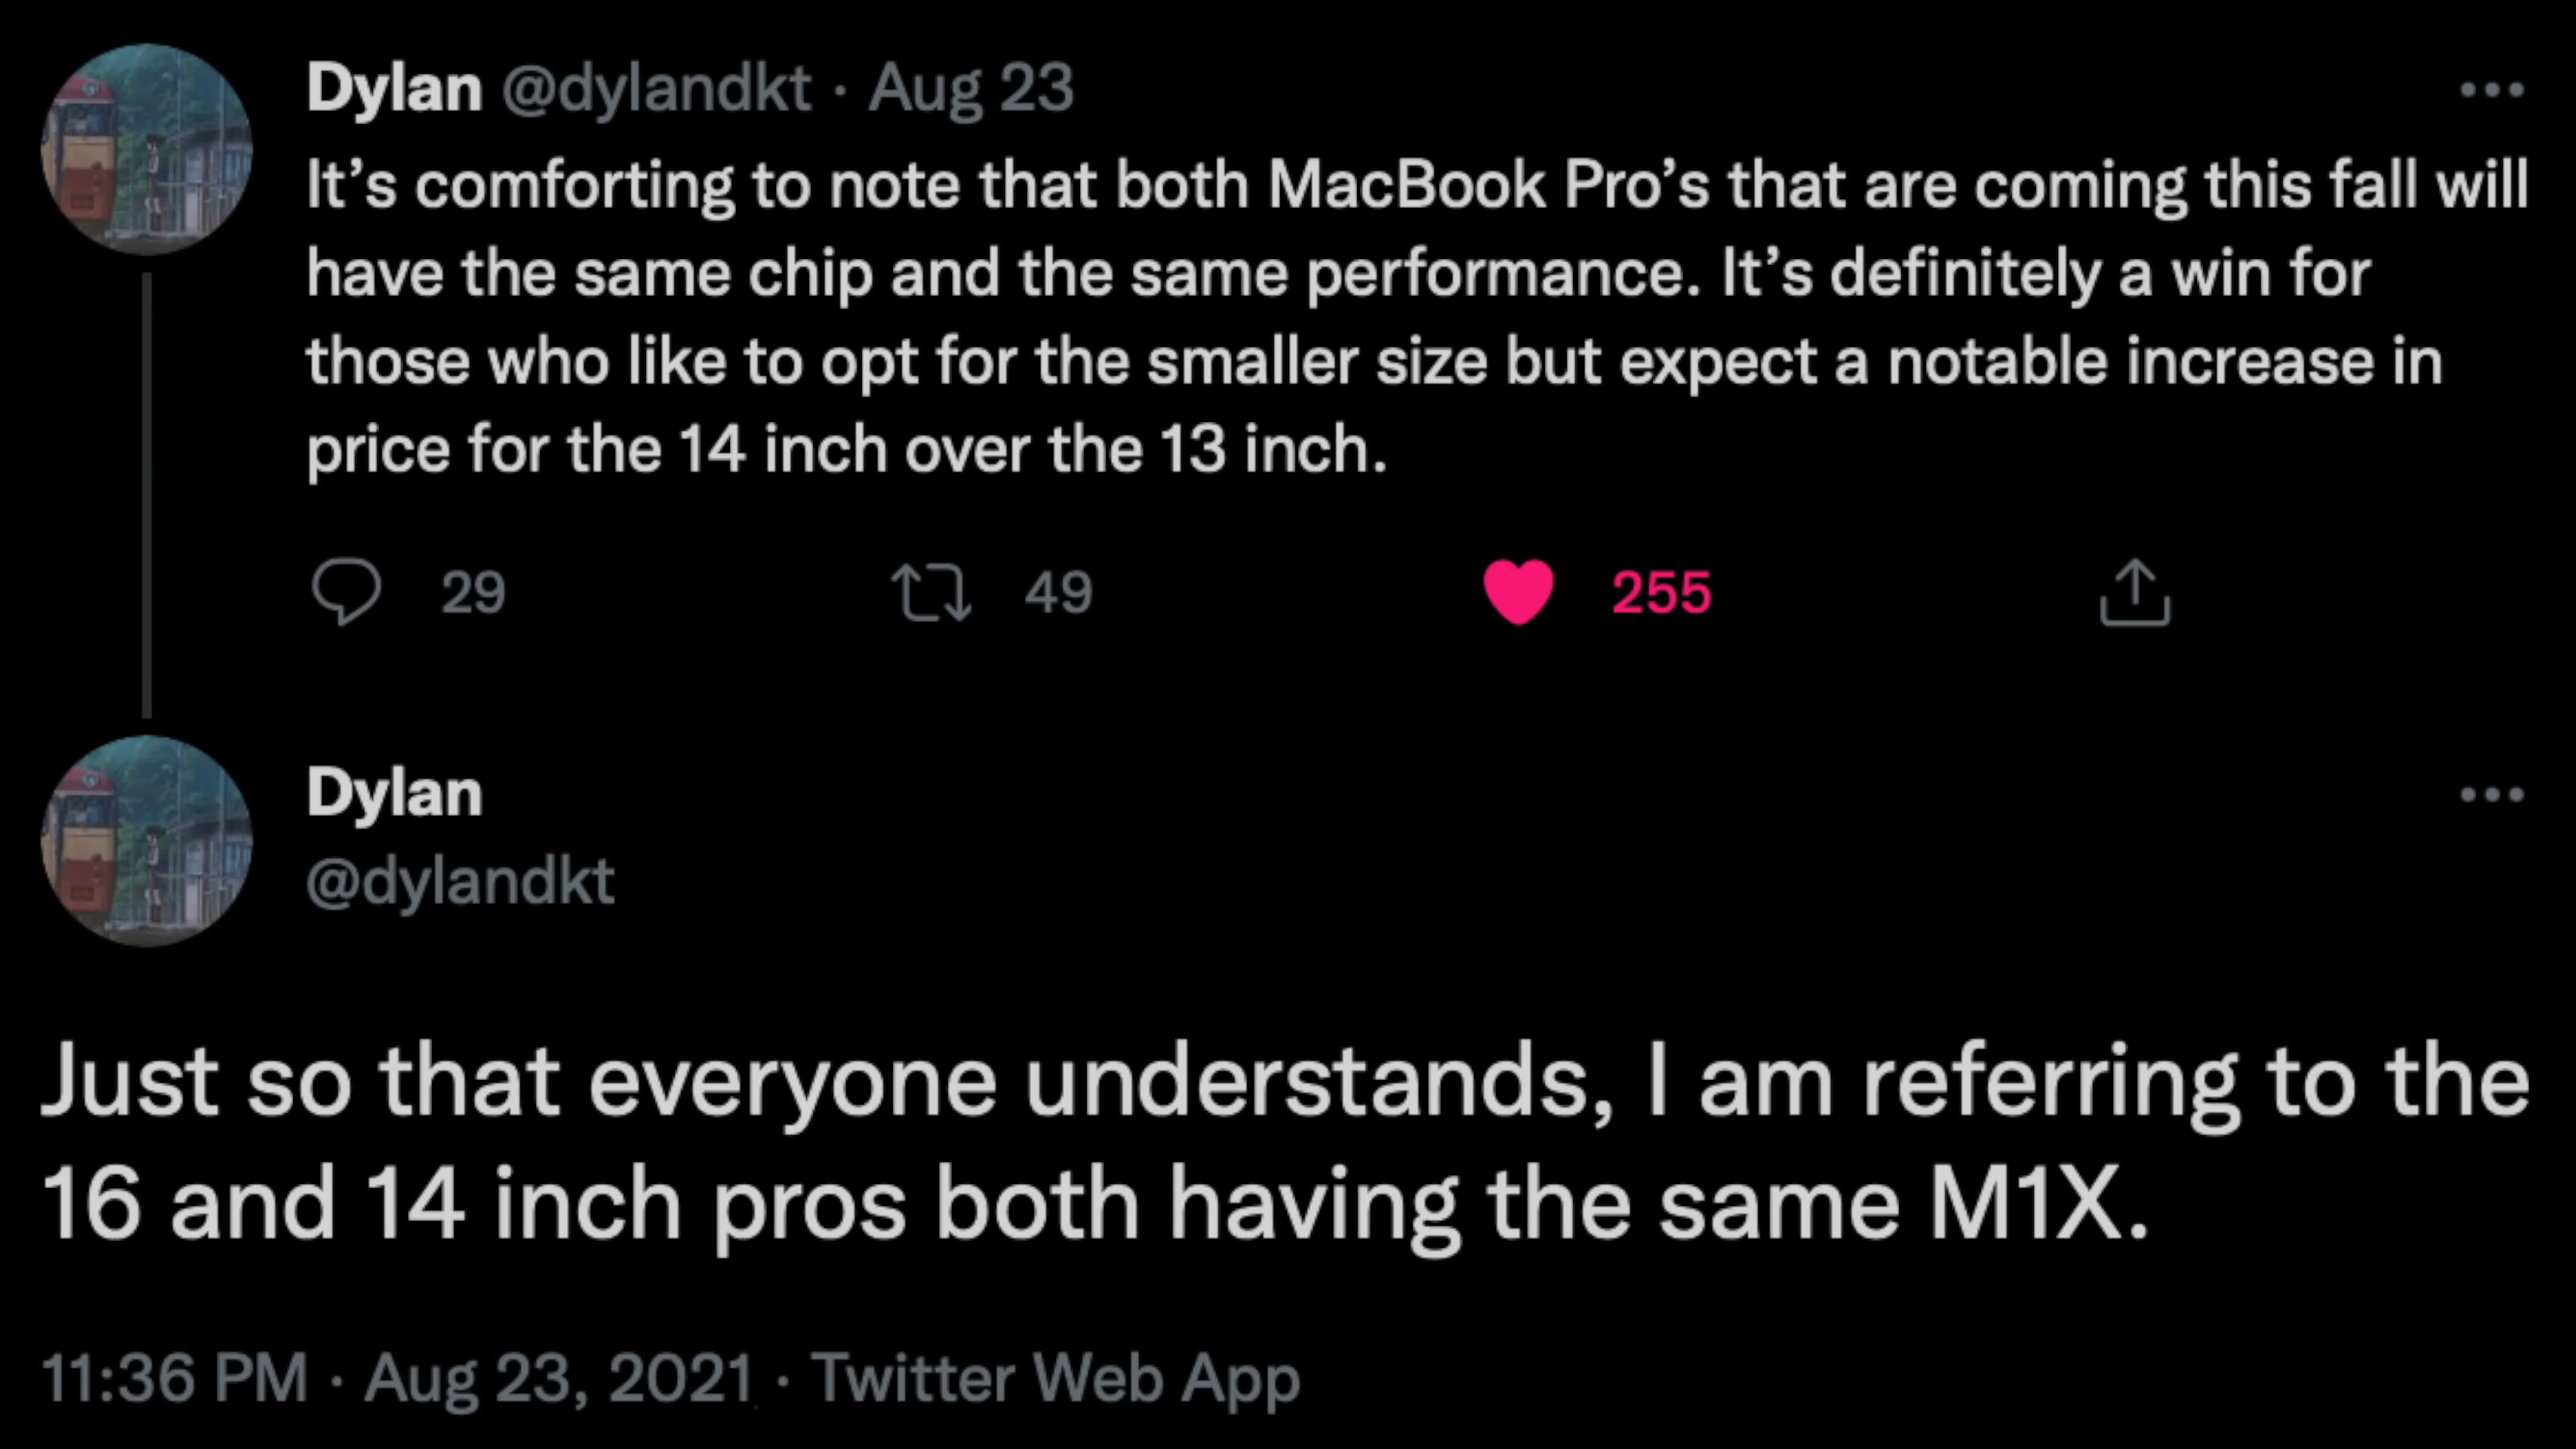 Dylan @dylandkt · Aug 23
It’s comforting to note that both MacBook Pro’s that are coming this fall will
have the same chip and the same performance. It’s definitely a win for
those who like to opt for the smaller size but expect a notable increase in
price for the 14 inch over the 13 inch.
29 49 255
Dylan
@dylandkt
Just so that everyone understands, I am referring to the
16 and 14 inch pros both having the same M1X.
11:36 PM · Aug 23, 2021 · Twitter Web App